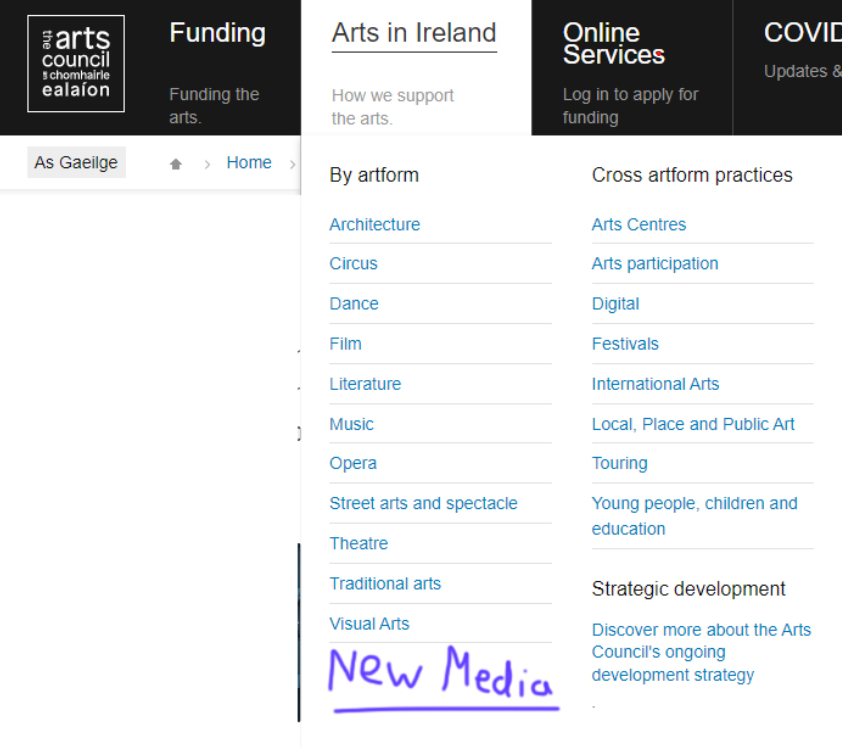 the arts
council
an chomhairle
ealaíon
Funding
Funding the
arts.
Arts in Ireland
How we support
the arts.
Online
Services
Log in to apply for
funding
COVID
Updates &
As Gaeilge
Home
By artform
Architecture
Circus
Dance
Film
Literature
Music
Opera
Street arts and spectacle
Theatre
Traditional arts
Visual Arts
New Media
Cross artform practices
Arts Centres
Arts participation
Digital
Festivals
International Arts
Local, Place and Public Art
Touring
Young people, children and
education
Strategic development
Discover more about the Arts
Council's ongoing
development strategy
.